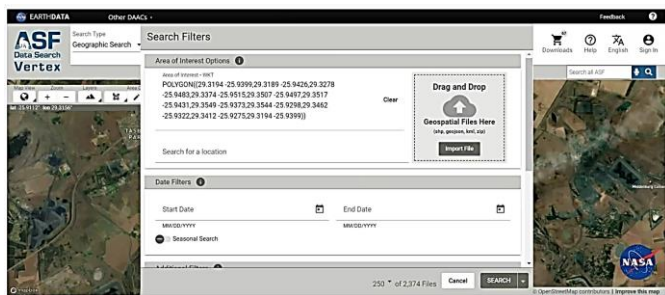 EARTHDATA
Other DAACs
Feedback
ASF
Data Search
Vertex
Search Type
Geographic Search
Search Filters
Downloads
Help
English
Sign In
Area of Interest Options
Area of Interest - WKT
POLYGON((29.3194 -25.9399,29.3189 -25.9426,29.3278
-25.9483,29.3374 -25.9515,29.3507 -25.9497,29.3517
-25.9431,29.3549 -25.9373,29.3544 -25.9298,29.3462
-25.9322,29.3412 -25.9275,29.3194 -25.9399))
Clear
Drag and Drop
Geospatial Files Here
(shp, geojson, kml, zip)
Import File
Search for a location
Search all ASF
Map View
Zoom
Layers
Date Filters
Start Date
End Date
MM/DD/YYYY
MM/DD/YYYY
Seasonal Search
Additional Filters
250 of 2,374 Files
Cancel
SEARCH
NASA
© OpenStreetMap contributors | Improve this map